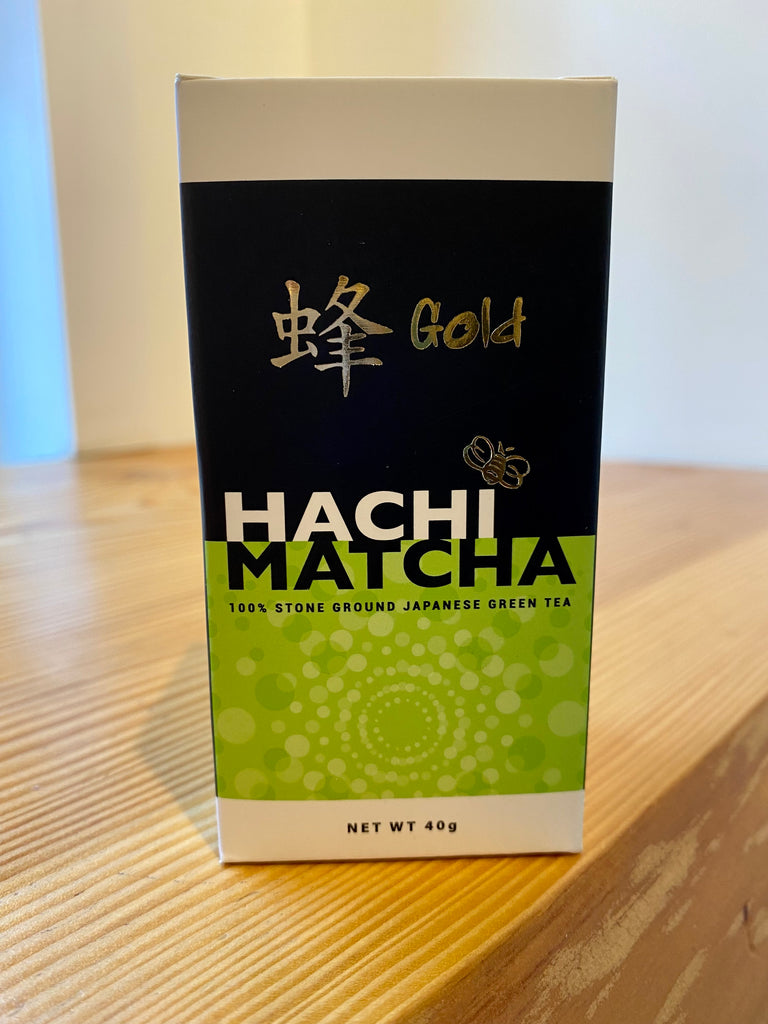 蜂 Gold
HACHI
MATCHA
100% STONE GROUND JAPANESE GREEN TEA
NET WT 40g